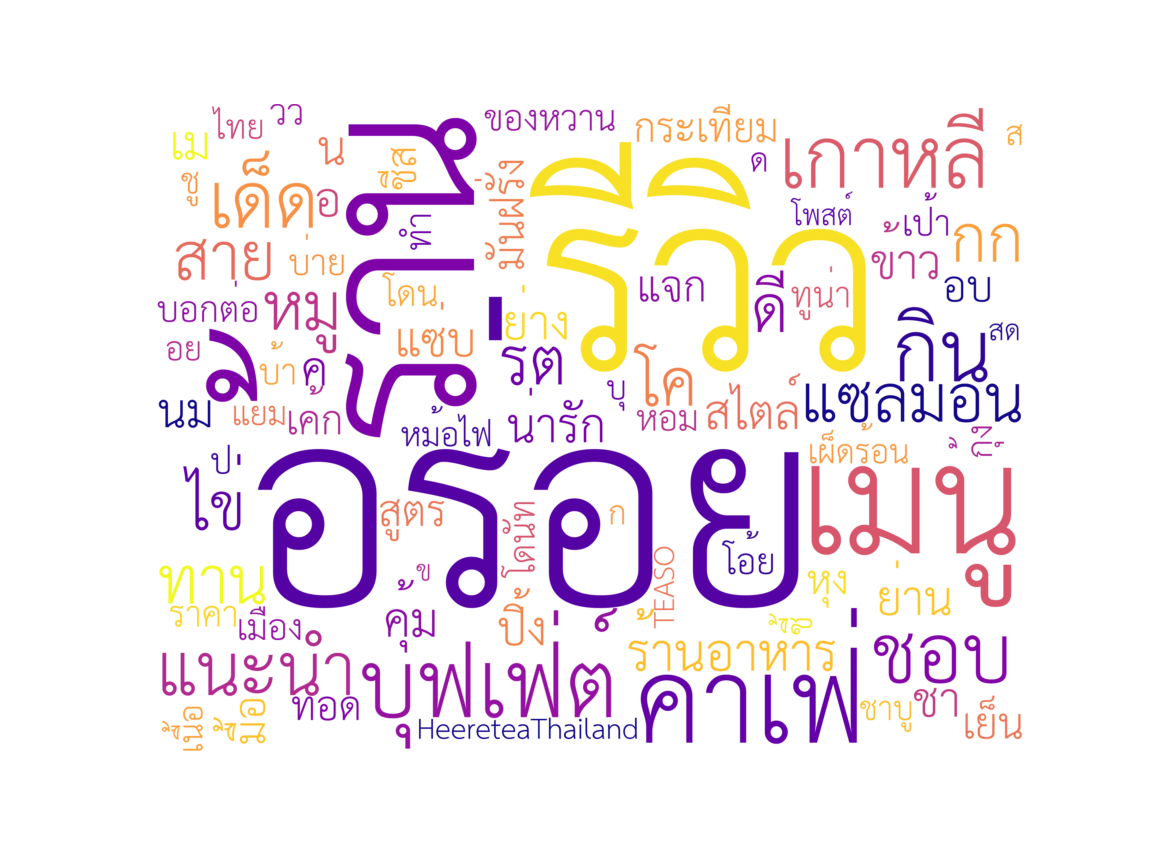 ไทย
วว
ของหวาน
กระเทียม
เกาหลี
ส
เม
น
ด
ชู
เด็ด
อ
ทำ
มันฝรั่ง
รีวิว
โพสต์
เป้า
กก
สาย
บ่าย
ข้าว
แจก
ดี
ทูน่า
อบ
โดน
บอกต่อ
หมู
แซ่บ
ย่าง
กิน
สด
อย
บ้า
คู
รต
บุ
โค
นม
แยม
เค้ก
หม้อไฟ
น่ารัก
หอม
สไตล์
แซลมอน
เผ็ดร้อน
ป
ไข่
อร่อย
เมนู
สูตร
โดนัท
ก
โอ้ย
ทาน
ข
TEASO
หุง
ย่าน
ราคา
เมือง
คุ้ม
ปิ้ง
ร้านอาหาร
ชอบ
แนะนำ
บุฟเฟ่ต์
คาเฟ่
ทอด
มื้อ
HeereteaThailand
ชาบู
ชา
เย็น